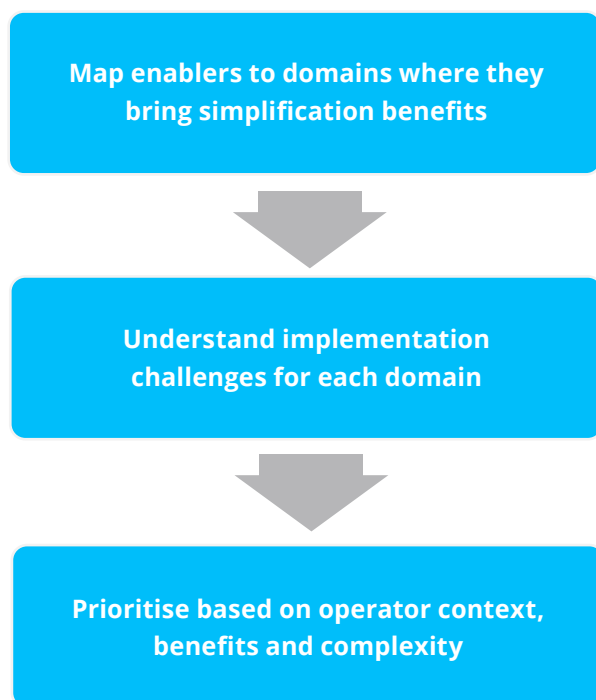 Map enablers to domains where they
bring simplification benefits
Understand implementation
challenges for each domain
Prioritise based on operator context,
benefits and complexity